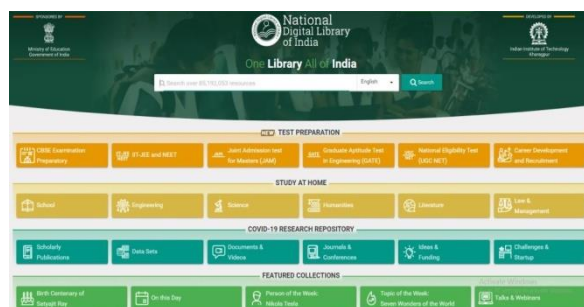 SPONSORED BY
Ministry of Education
Government of India
National
Digital Library
of India
One Library All of India
DEVELOPED BY
Indian Institute of Technology
Kharagpur
English
Search
TEST PREPARATION
CBSE Examination
Preparatory
IIT-JEE and NEET
Joint Admission test
for Masters (JAM)
Graduate Aptitude Test
in Engineering (GATE)
National Eligibility Test
(UGC NET)
Career Development
and Recruitment
STUDY AT HOME
School
Engineering
Science
Humanities
Literature
Law &
Management
COVID-19 RESEARCH REPOSITORY
Scholarly
Publications
Data Sets
Documents &
Videos
Journals &
Conferences
Ideas &
Funding
Challenges &
Startup
FEATURED COLLECTIONS
Birth Centenary of
Satyajit Ray
On this Day
Person of the Week:
Nikola Tesla
Topic of the Week:
Seven Wonders of the World
Talks & Webinars